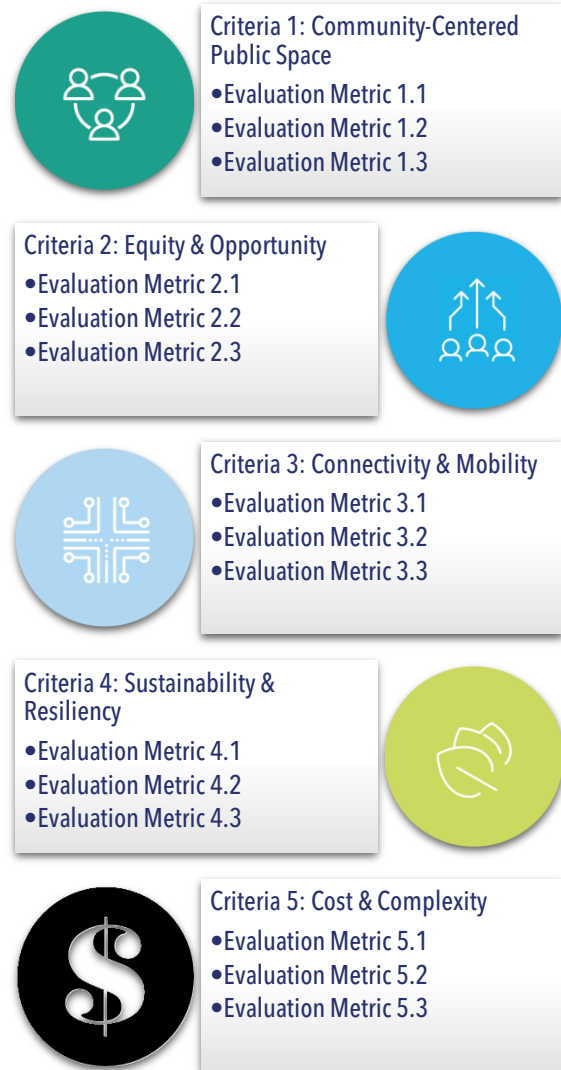 Criteria 1: Community-Centered
Public Space
•Evaluation Metric 1.1
•Evaluation Metric 1.2
•Evaluation Metric 1.3
Criteria 2: Equity & Opportunity
•Evaluation Metric 2.1
•Evaluation Metric 2.2
•Evaluation Metric 2.3
Criteria 3: Connectivity & Mobility
•Evaluation Metric 3.1
•Evaluation Metric 3.2
•Evaluation Metric 3.3
Criteria 4: Sustainability &
Resiliency
•Evaluation Metric 4.1
•Evaluation Metric 4.2
•Evaluation Metric 4.3
$
Criteria 5: Cost & Complexity
•Evaluation Metric 5.1
•Evaluation Metric 5.2
•Evaluation Metric 5.3